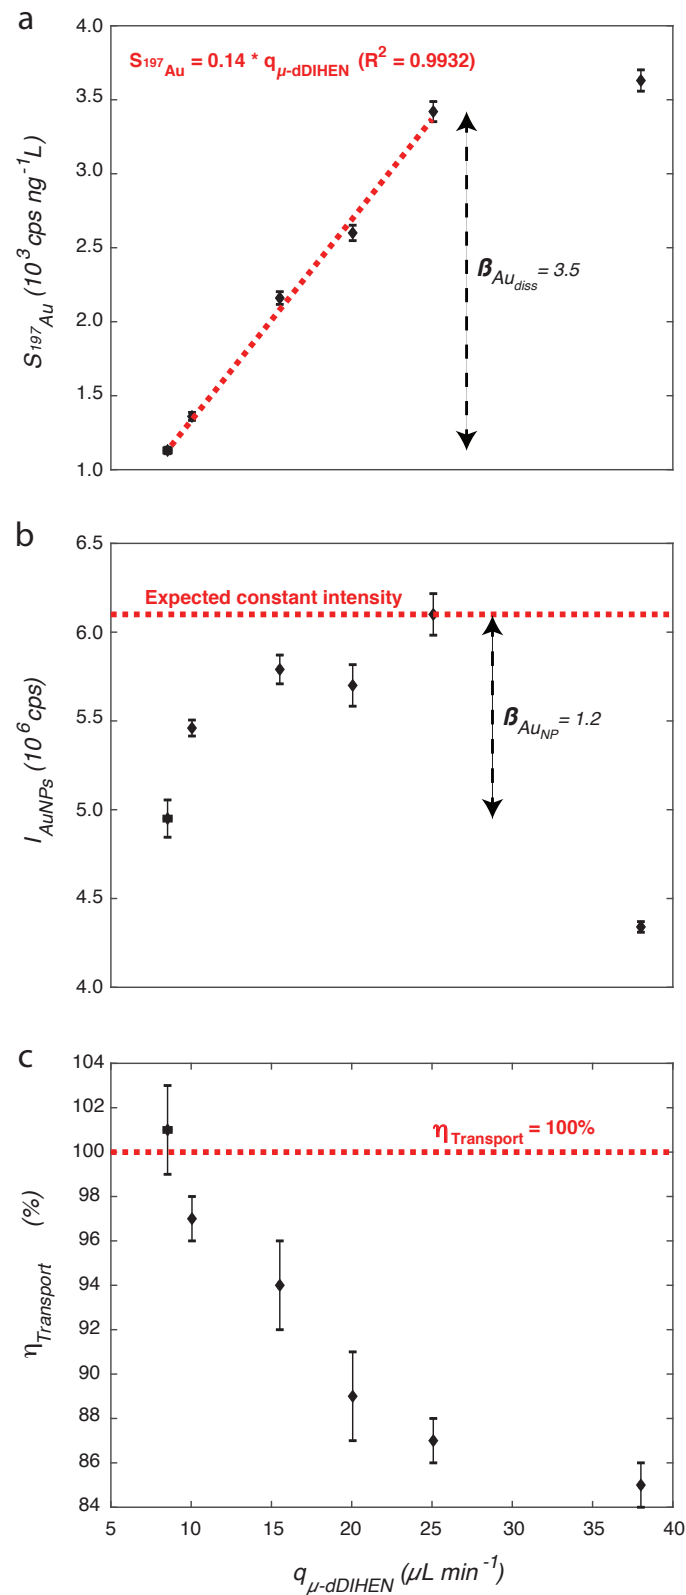 a
4.0
S197Au = 0.14 * qμ-dDIHEN (R2 = 0.9932)
3.5
3.0
2.5
2.0
1.5
1.0
S197Au (103 cps ng-1L)
ßAudiss = 3.5
b
6.5
Expected constant intensity
6.0
5.5
5.0
4.5
4.0
IAuNPs (106 cps)
ßAuNP = 1.2
c
104
102
100
98
96
94
92
90
88
86
84
ηTransport (%)
ηTransport = 100%
5 10 15 20 25 30 35 40
qμ-dDIHEN (μL min-1)